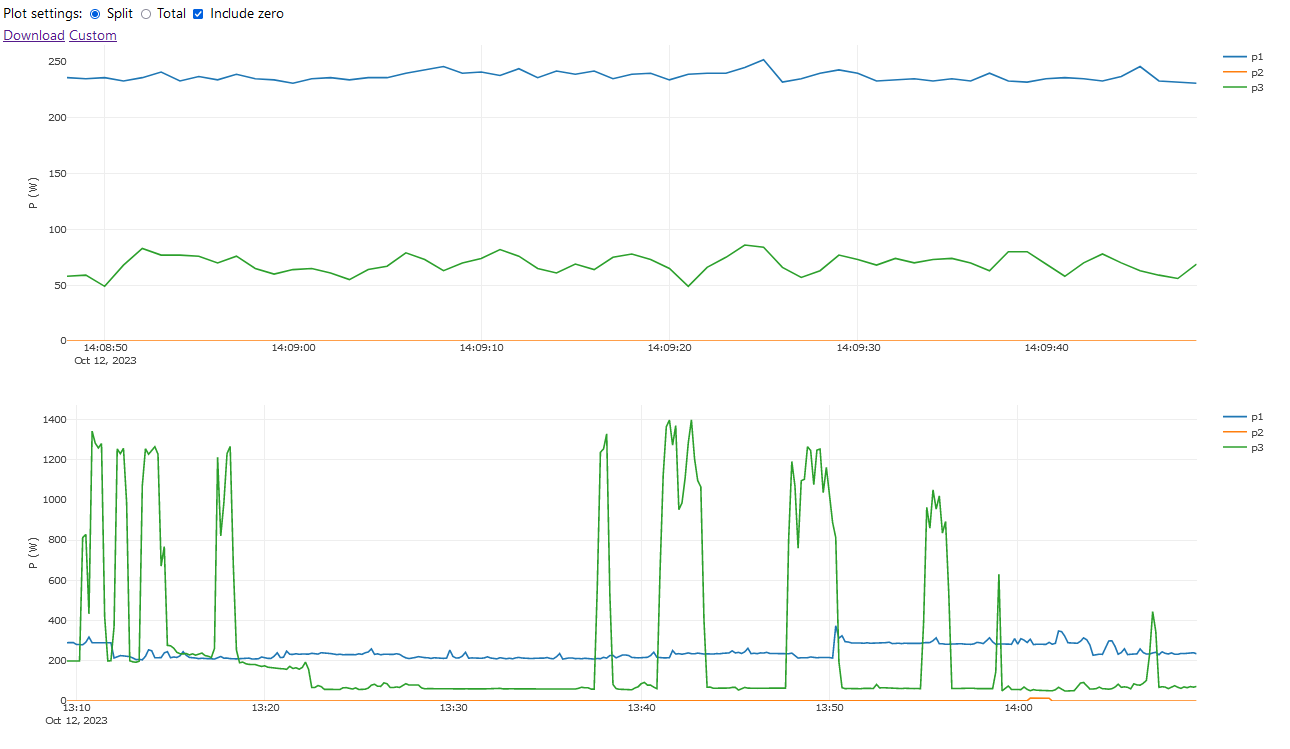 Plot settings: Split Total Include zero
Download Custom
250
200
150
100
50
0
P (W)
14:08:50 14:09:00 14:09:10 14:09:20 14:09:30 14:09:40
Oct 12, 2023
p1
p2
p3
1400
1200
1000
800
600
400
200
0
P (W)
13:10 13:20 13:30 13:40 13:50 14:00
Oct 12, 2023
p1
p2
p3